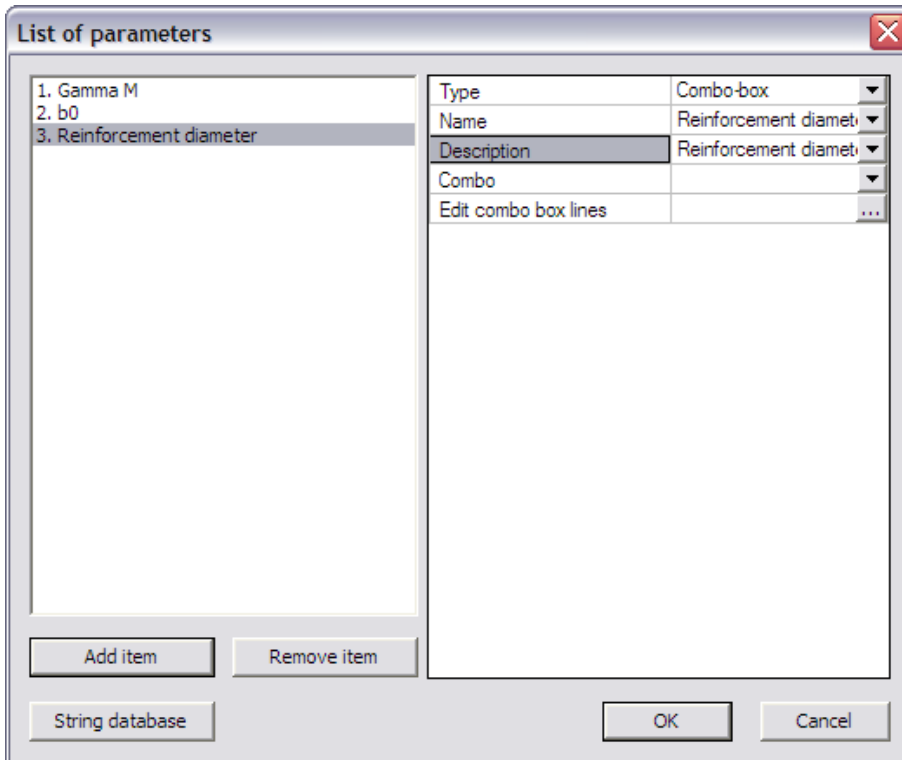 List of parameters
1. Gamma M
2. b0
3. Reinforcement diameter
Type Combo-box
Name Reinforcement diamet
Description Reinforcement diamet
Combo
Edit combo box lines ...
Add item Remove item
String database OK Cancel